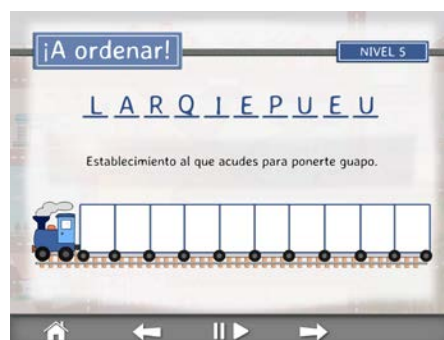 ¡A ordenar!
NIVEL 5
L A R Q I E P U E U
Establecimiento al que acudes para ponerte guapo.